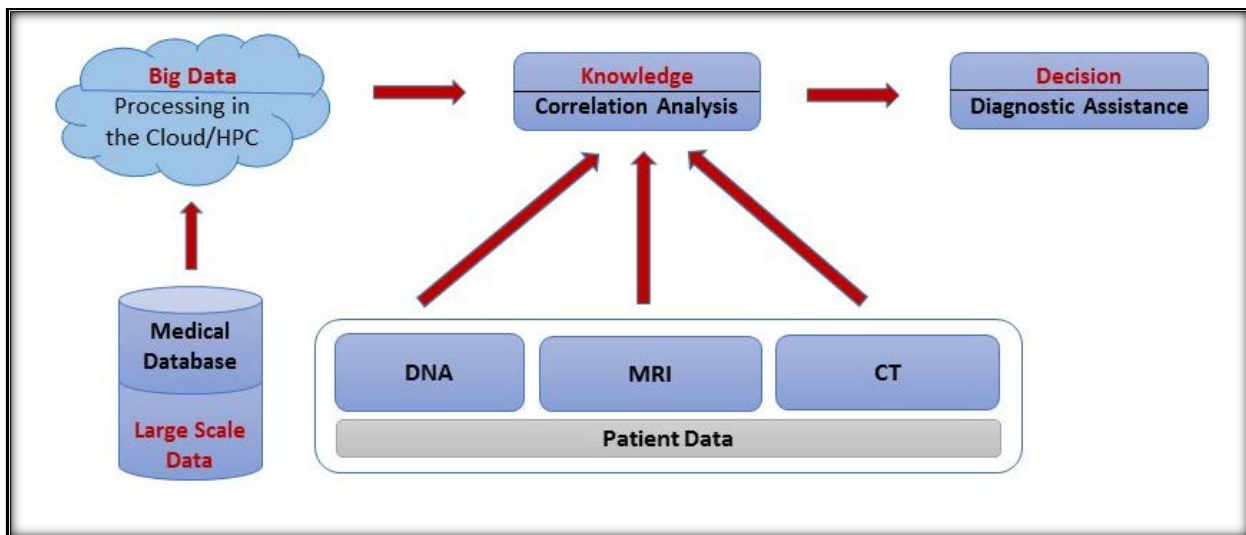 Big Data
Processing in
the Cloud/HPC
Knowledge
Correlation Analysis
Decision
Diagnostic Assistance
Medical
Database
Large Scale
Data
DNA
MRI
CT
Patient Data